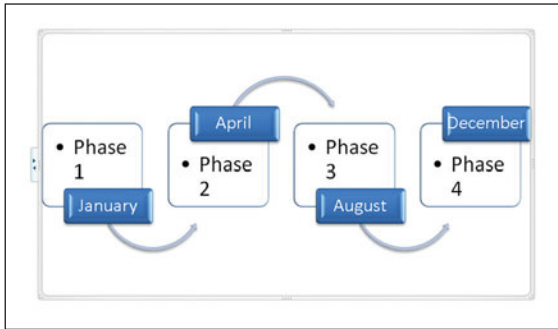 • Phase
1
January
April
• Phase
2
• Phase
3
August
December
• Phase
4